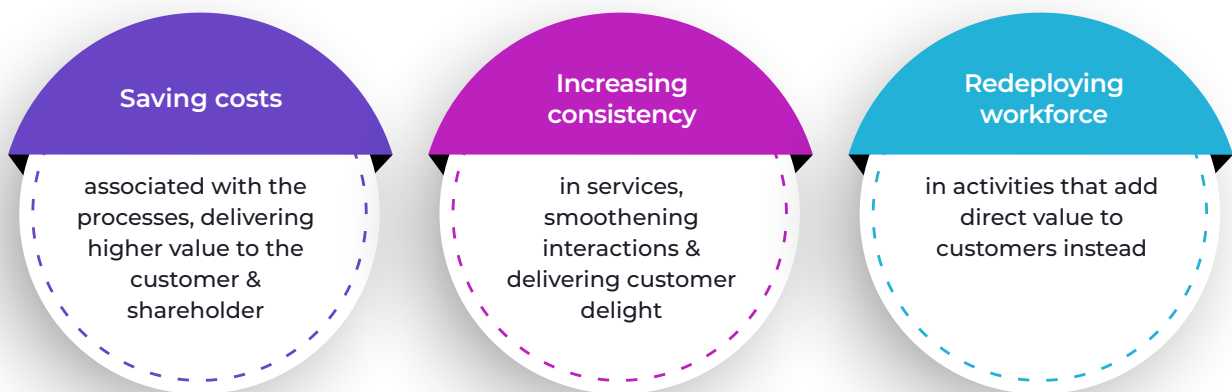 Saving costs
associated with the
processes, delivering
higher value to the
customer &
shareholder
Increasing
consistency
in services,
smoothening
interactions &
delivering customer
delight
Redeploying
workforce
in activities that add
direct value to
customers instead